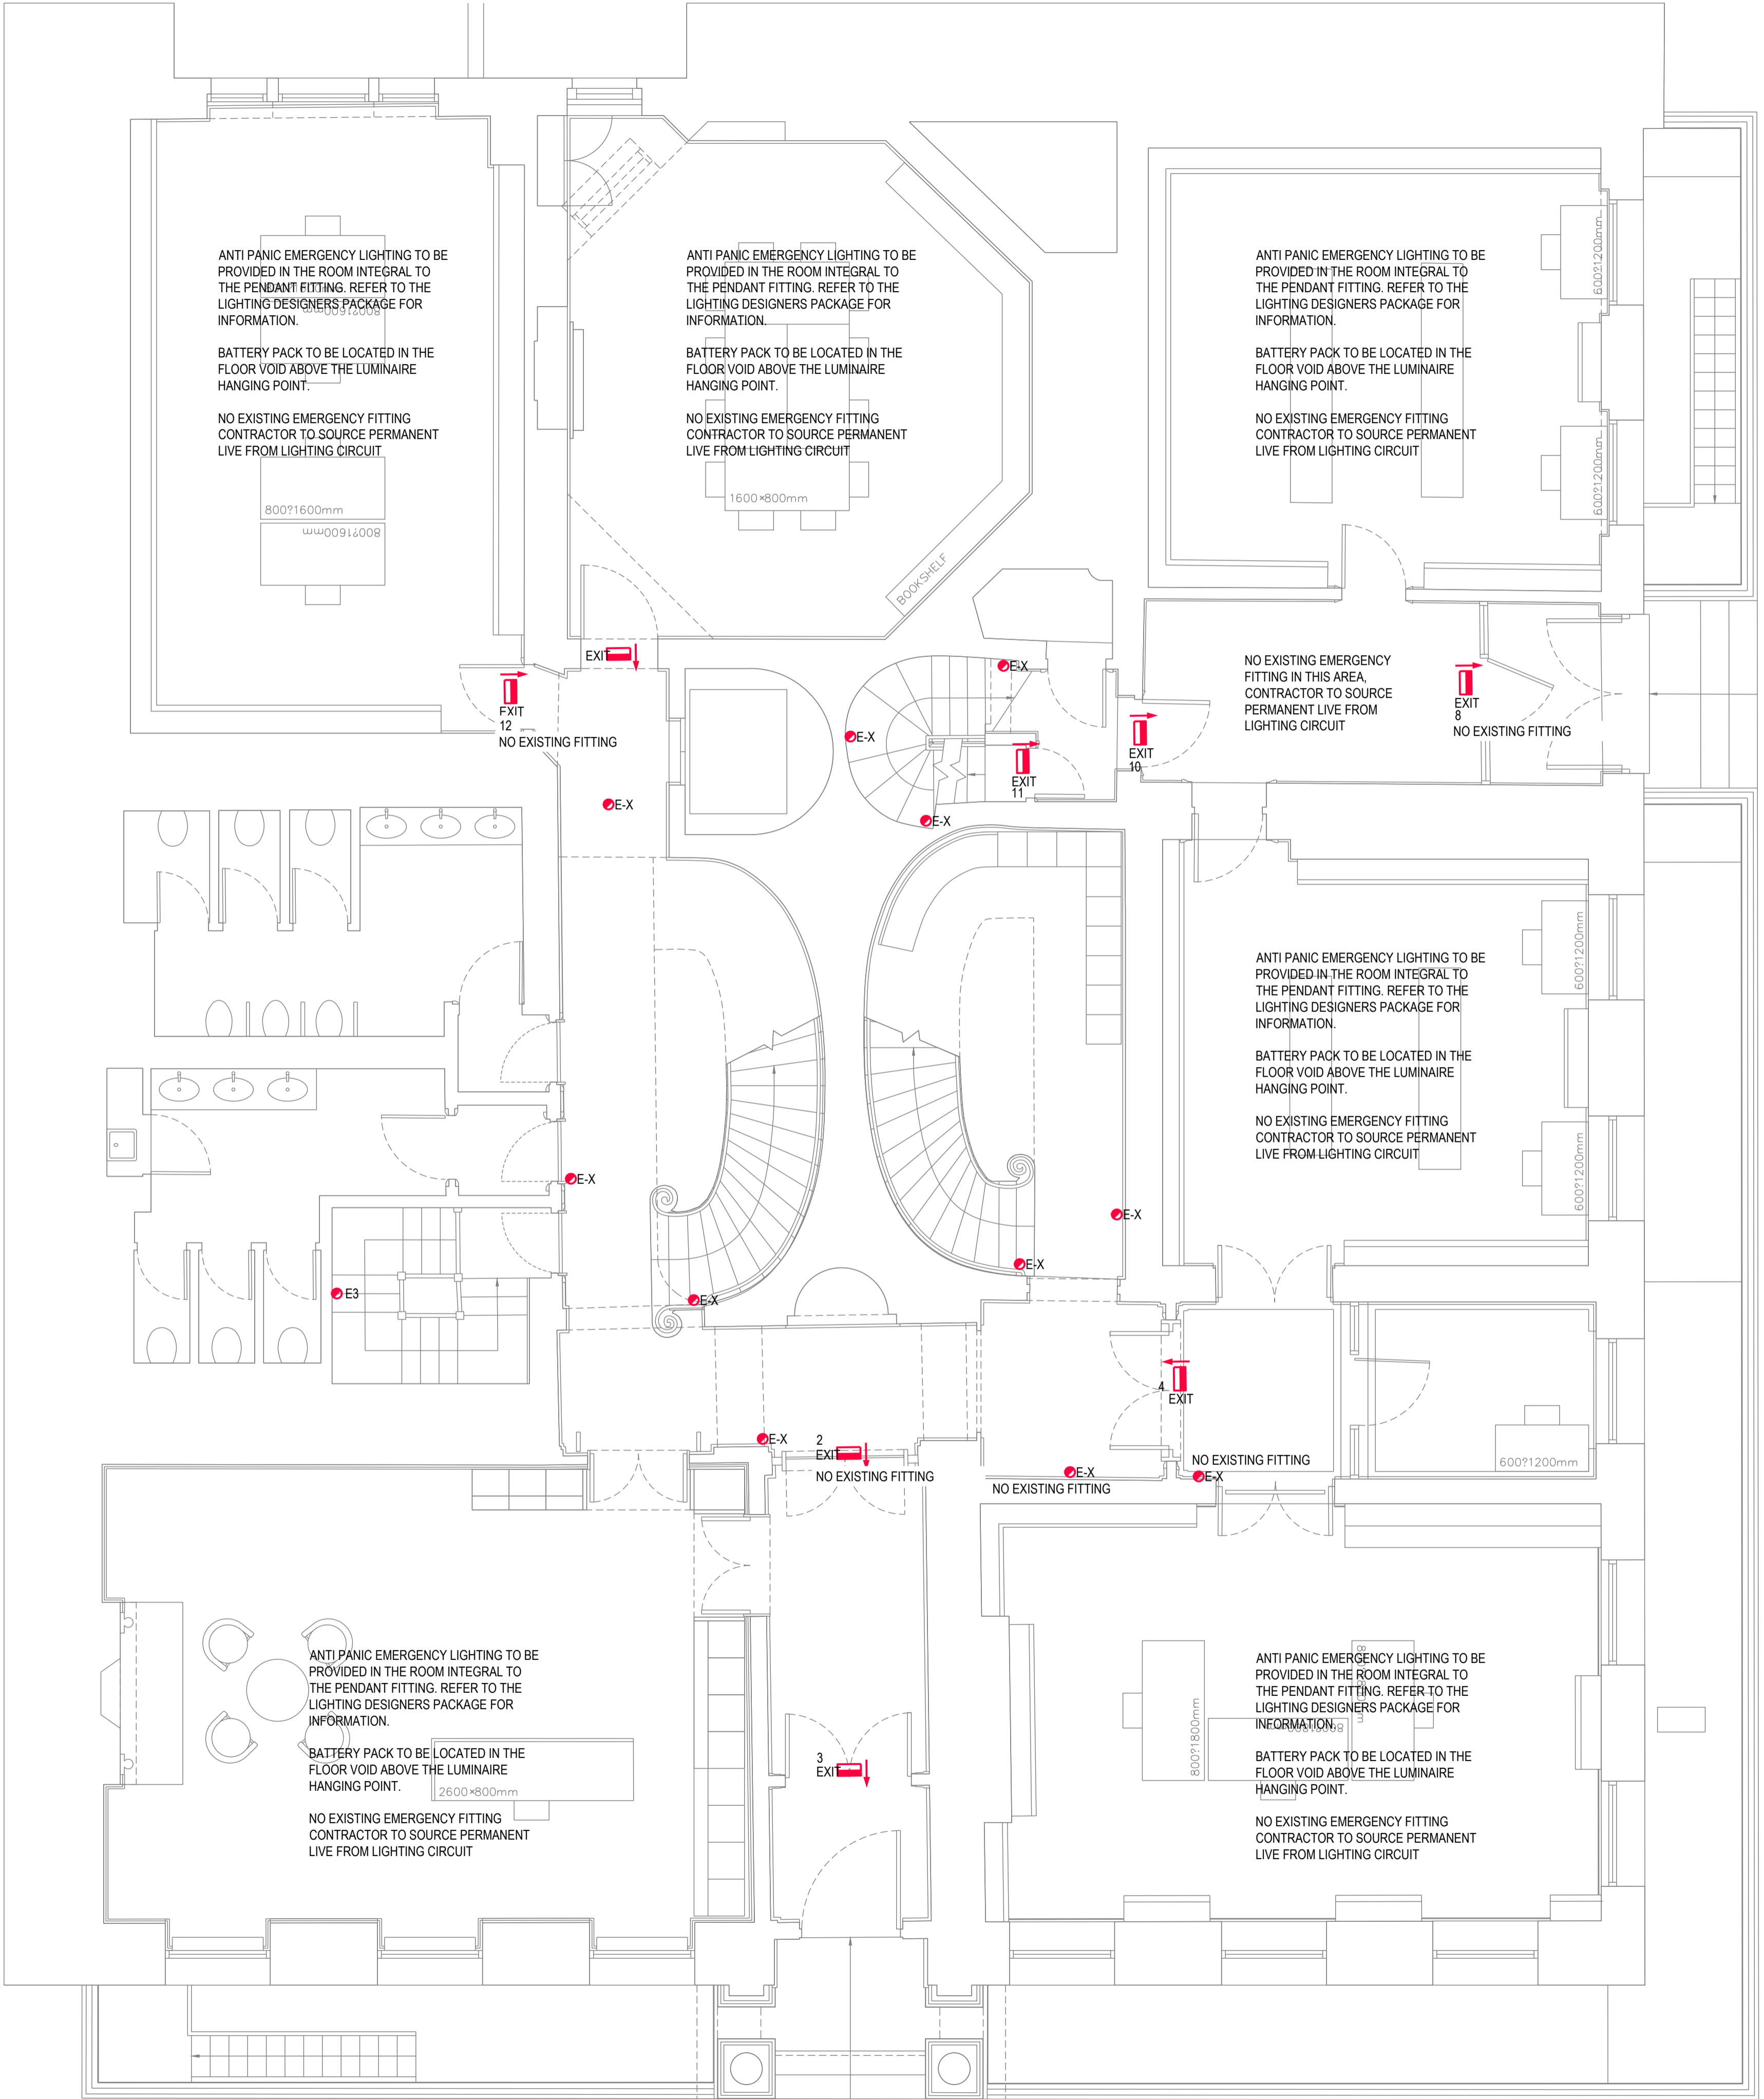 ANTI PANIC EMERGENCY LIGHTING TO BE
PROVIDED IN THE ROOM INTEGRAL TO
THE PENDANT FITTING. REFER TO THE
LIGHTING DESIGNERS PACKAGE FOR
INFORMATION.
BATTERY PACK TO BE LOCATED IN THE
FLOOR VOID ABOVE THE LUMINAIRE
HANGING POINT.
NO EXISTING EMERGENCY FITTING
CONTRACTOR TO SOURCE PERMANENT
LIVE FROM LIGHTING CIRCUIT
800?1600mm
800?1600mm
800?1600mm
ANTI PANIC EMERGENCY LIGHTING TO BE
PROVIDED IN THE ROOM INTEGRAL TO
THE PENDANT FITTING. REFER TO THE
LIGHTING DESIGNERS PACKAGE FOR
INFORMATION.
BATTERY PACK TO BE LOCATED IN THE
FLOOR VOID ABOVE THE LUMINAIRE
HANGING POINT.
NO EXISTING EMERGENCY FITTING
CONTRACTOR TO SOURCE PERMANENT
LIVE FROM LIGHTING CIRCUIT
1600×800mm
BOOKSHELF
ANTI PANIC EMERGENCY LIGHTING TO BE
PROVIDED IN THE ROOM INTEGRAL TO
THE PENDANT FITTING. REFER TO THE
LIGHTING DESIGNERS PACKAGE FOR
INFORMATION.
BATTERY PACK TO BE LOCATED IN THE
FLOOR VOID ABOVE THE LUMINAIRE
HANGING POINT.
NO EXISTING EMERGENCY FITTING
CONTRACTOR TO SOURCE PERMANENT
LIVE FROM LIGHTING CIRCUIT
600?1200mm
600?1200mm
EXIT
EXIT
12
NO EXISTING FITTING
E-X
E-X
E-X
E-X
EXIT
11
EXIT
10
NO EXISTING EMERGENCY
FITTING IN THIS AREA,
CONTRACTOR TO SOURCE
PERMANENT LIVE FROM
LIGHTING CIRCUIT
EXIT
8
NO EXISTING FITTING
ANTI PANIC EMERGENCY LIGHTING TO BE
PROVIDED IN THE ROOM INTEGRAL TO
THE PENDANT FITTING. REFER TO THE
LIGHTING DESIGNERS PACKAGE FOR
INFORMATION.
BATTERY PACK TO BE LOCATED IN THE
FLOOR VOID ABOVE THE LUMINAIRE
HANGING POINT.
NO EXISTING EMERGENCY FITTING
CONTRACTOR TO SOURCE PERMANENT
LIVE FROM LIGHTING CIRCUIT
600?1200mm
600?1200mm
E-X
E-X
E-X
E3
E-X
4
EXIT
E-X
2
EXIT
NO EXISTING FITTING
E-X
NO EXISTING FITTING
NO EXISTING FITTING
E-X
600?1200mm
ANTI PANIC EMERGENCY LIGHTING TO BE
PROVIDED IN THE ROOM INTEGRAL TO
THE PENDANT FITTING. REFER TO THE
LIGHTING DESIGNERS PACKAGE FOR
INFORMATION.
BATTERY PACK TO BE LOCATED IN THE
FLOOR VOID ABOVE THE LUMINAIRE
HANGING POINT.
NO EXISTING EMERGENCY FITTING
CONTRACTOR TO SOURCE PERMANENT
LIVE FROM LIGHTING CIRCUIT
2600×800mm
3
EXIT
ANTI PANIC EMERGENCY LIGHTING TO BE
PROVIDED IN THE ROOM INTEGRAL TO
THE PENDANT FITTING. REFER TO THE
LIGHTING DESIGNERS PACKAGE FOR
INFORMATION.
BATTERY PACK TO BE LOCATED IN THE
FLOOR VOID ABOVE THE LUMINAIRE
HANGING POINT.
NO EXISTING EMERGENCY FITTING
CONTRACTOR TO SOURCE PERMANENT
LIVE FROM LIGHTING CIRCUIT
800?1800mm